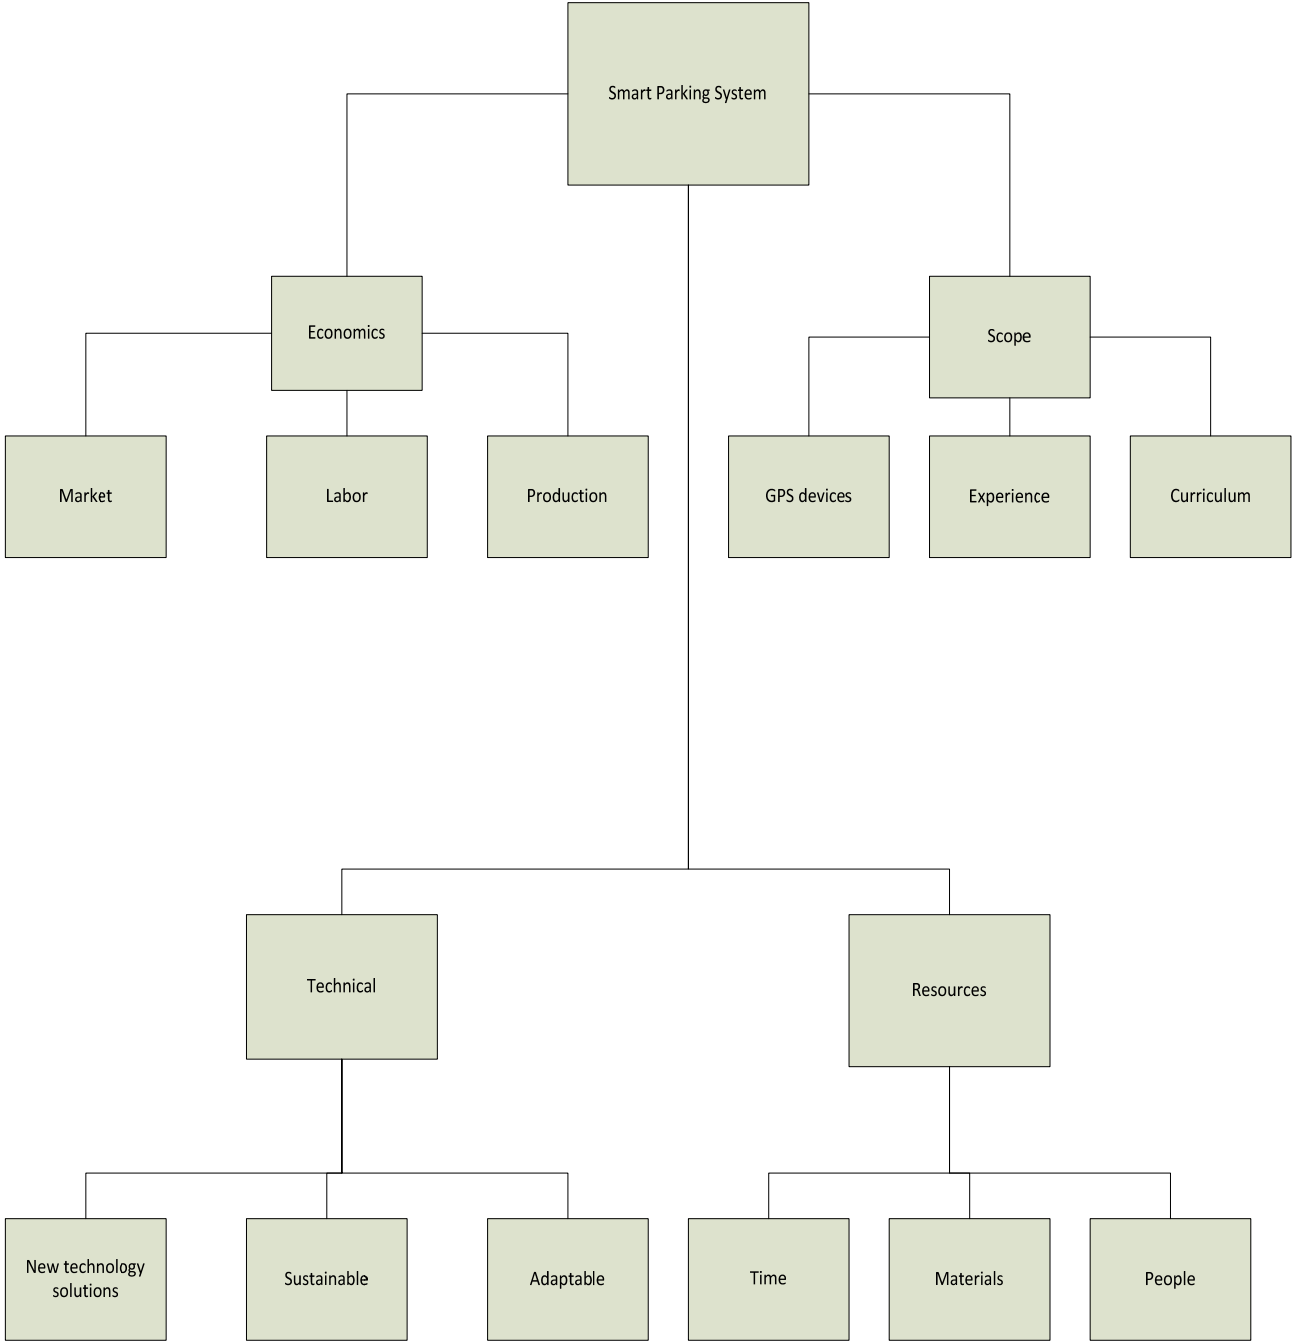 Smart Parking System
Economics
Scope
Market
Labor
Production
GPS devices
Experience
Curriculum
Technical
Resources
New technology
solutions
Sustainable
Adaptable
Time
Materials
People